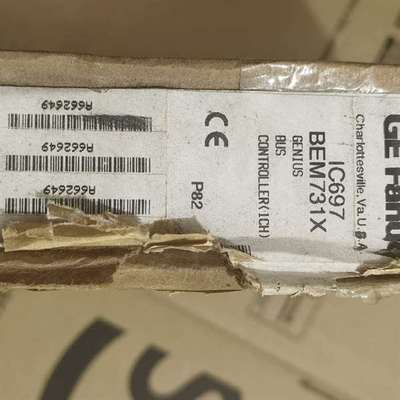 GE Fanuc
Charlottesville, Va. U.S.A
IC697
BEM731X
GENIUS
BUS
CONTROLLER(1CH)
CE
P82
A662649
A662649
A662649